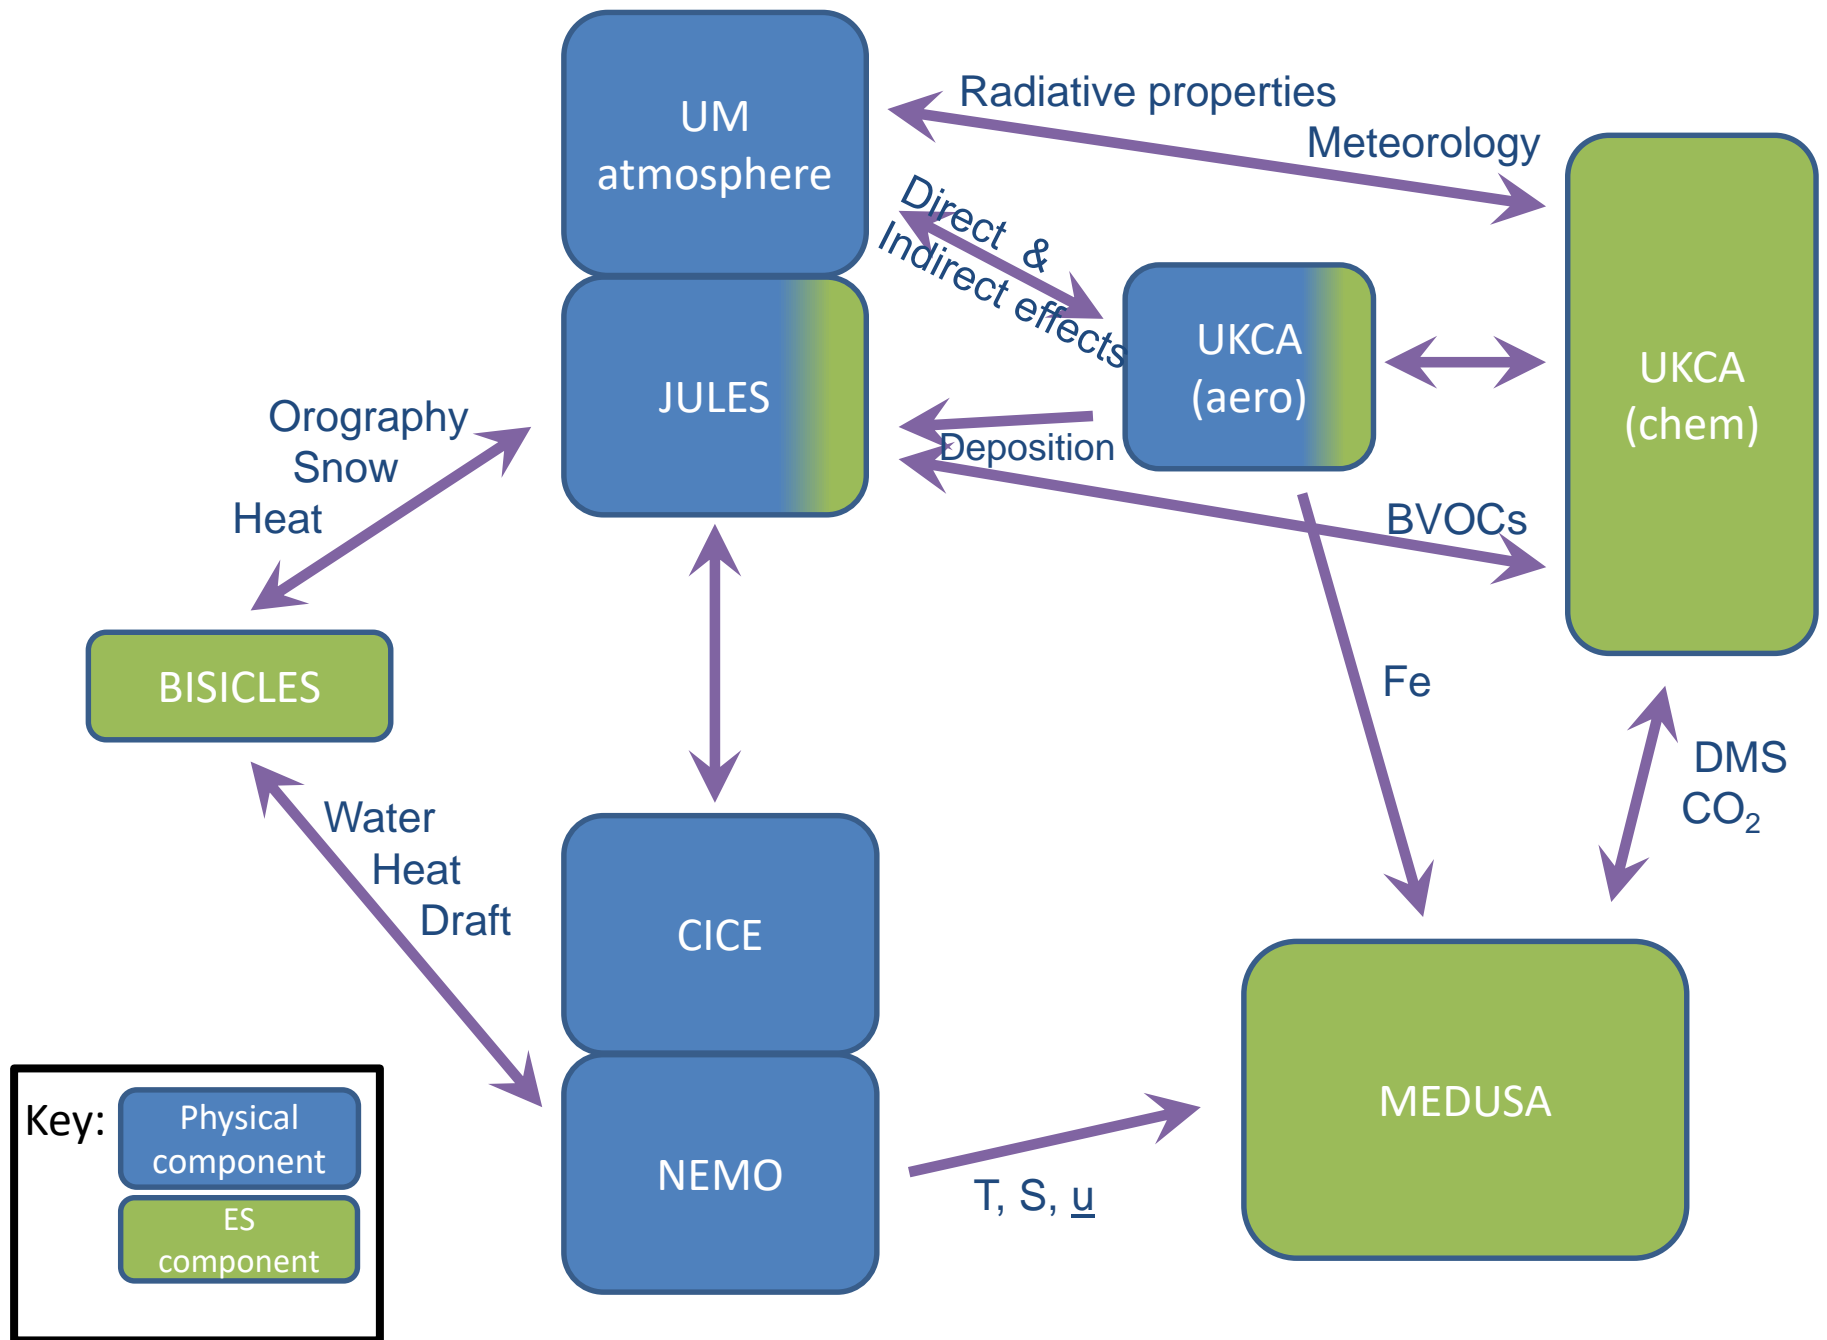 UM
atmosphere
Radiative properties
Meteorology
Direct &
Indirect effects
JULES
UKCA
(aero)
UKCA
(chem)
Orography
Snow
Heat
Deposition
BVOCs
BISICLES
Fe
DMS
CO₂
Water
Heat
Draft
CICE
NEMO
T, S, u
MEDUSA
Key:
Physical
component
ES
component